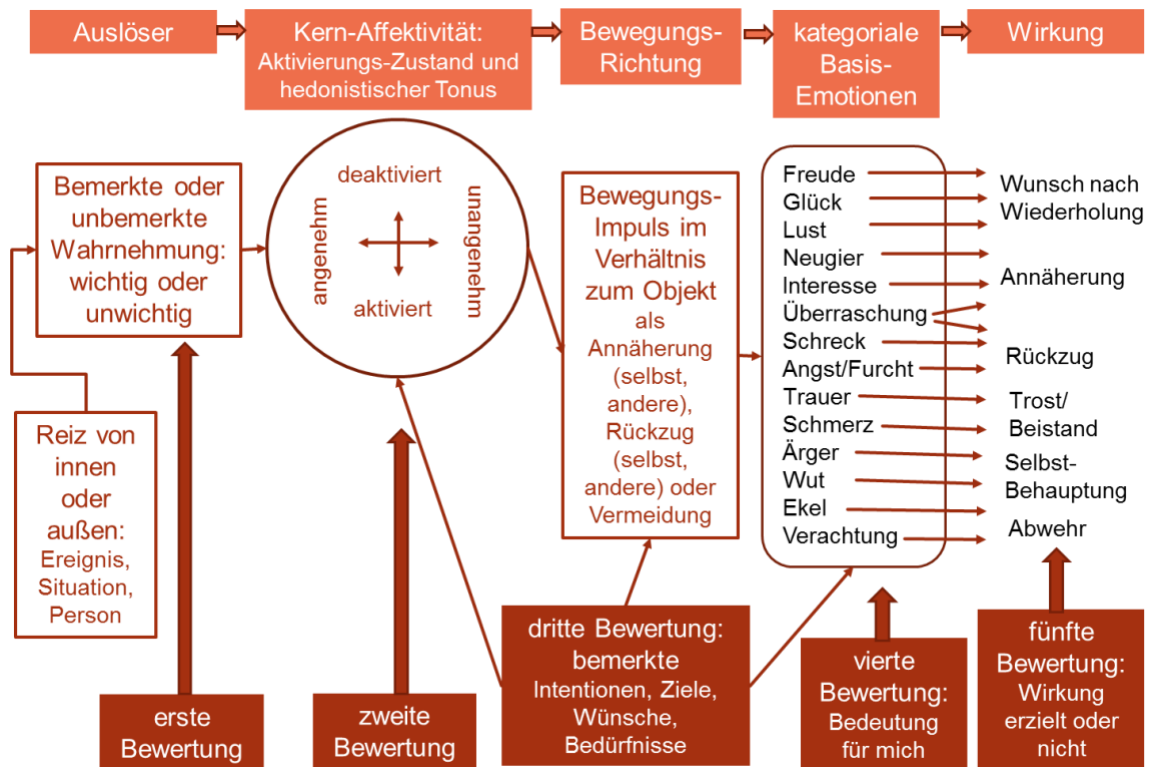 Auslöser
Kern-Affektivität:
Aktivierungs-Zustand und
hedonistischer Tonus
Bewegungs-
Richtung
kategoriale
Basis-
Emotionen
Wirkung
Bemerkte oder
unbemerkte
Wahrnehmung:
wichtig oder
unwichtig
Reiz von
innen
oder
außen:
Ereignis,
Situation,
Person
deaktiviert
angenehm
unangenehm
aktiviert
Bewegungs-
Impuls im
Verhältnis
zum Objekt
als
Annäherung
(selbst,
andere),
Rückzug
(selbst,
andere) oder
Vermeidung
Freude
Glück
Lust
Neugier
Interesse
Überraschung
Schreck
Angst/Furcht
Trauer
Schmerz
Ärger
Wut
Ekel
Verachtung
Wunsch nach
Wiederholung
Annäherung
Rückzug
Trost/
Beistand
Selbst-
Behauptung
Abwehr
erste
Bewertung
zweite
Bewertung
dritte Bewertung:
bemerkte
Intentionen, Ziele,
Wünsche,
Bedürfnisse
vierte
Bewertung:
Bedeutung
für mich
fünfte
Bewertung:
Wirkung
erzielt oder
nicht